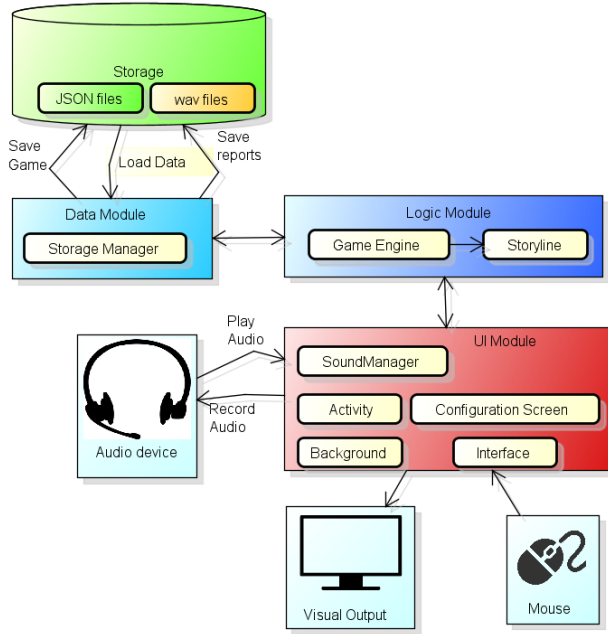 Storage
JSON files
wav files
Save
Game
Load Data
Save
reports
Data Module
Storage Manager
Logic Module
Game Engine
Storyline
Play
Audio
UI Module
SoundManager
Record
Audio
Activity
Configuration Screen
Audio device
Background
Interface
Visual Output
Mouse